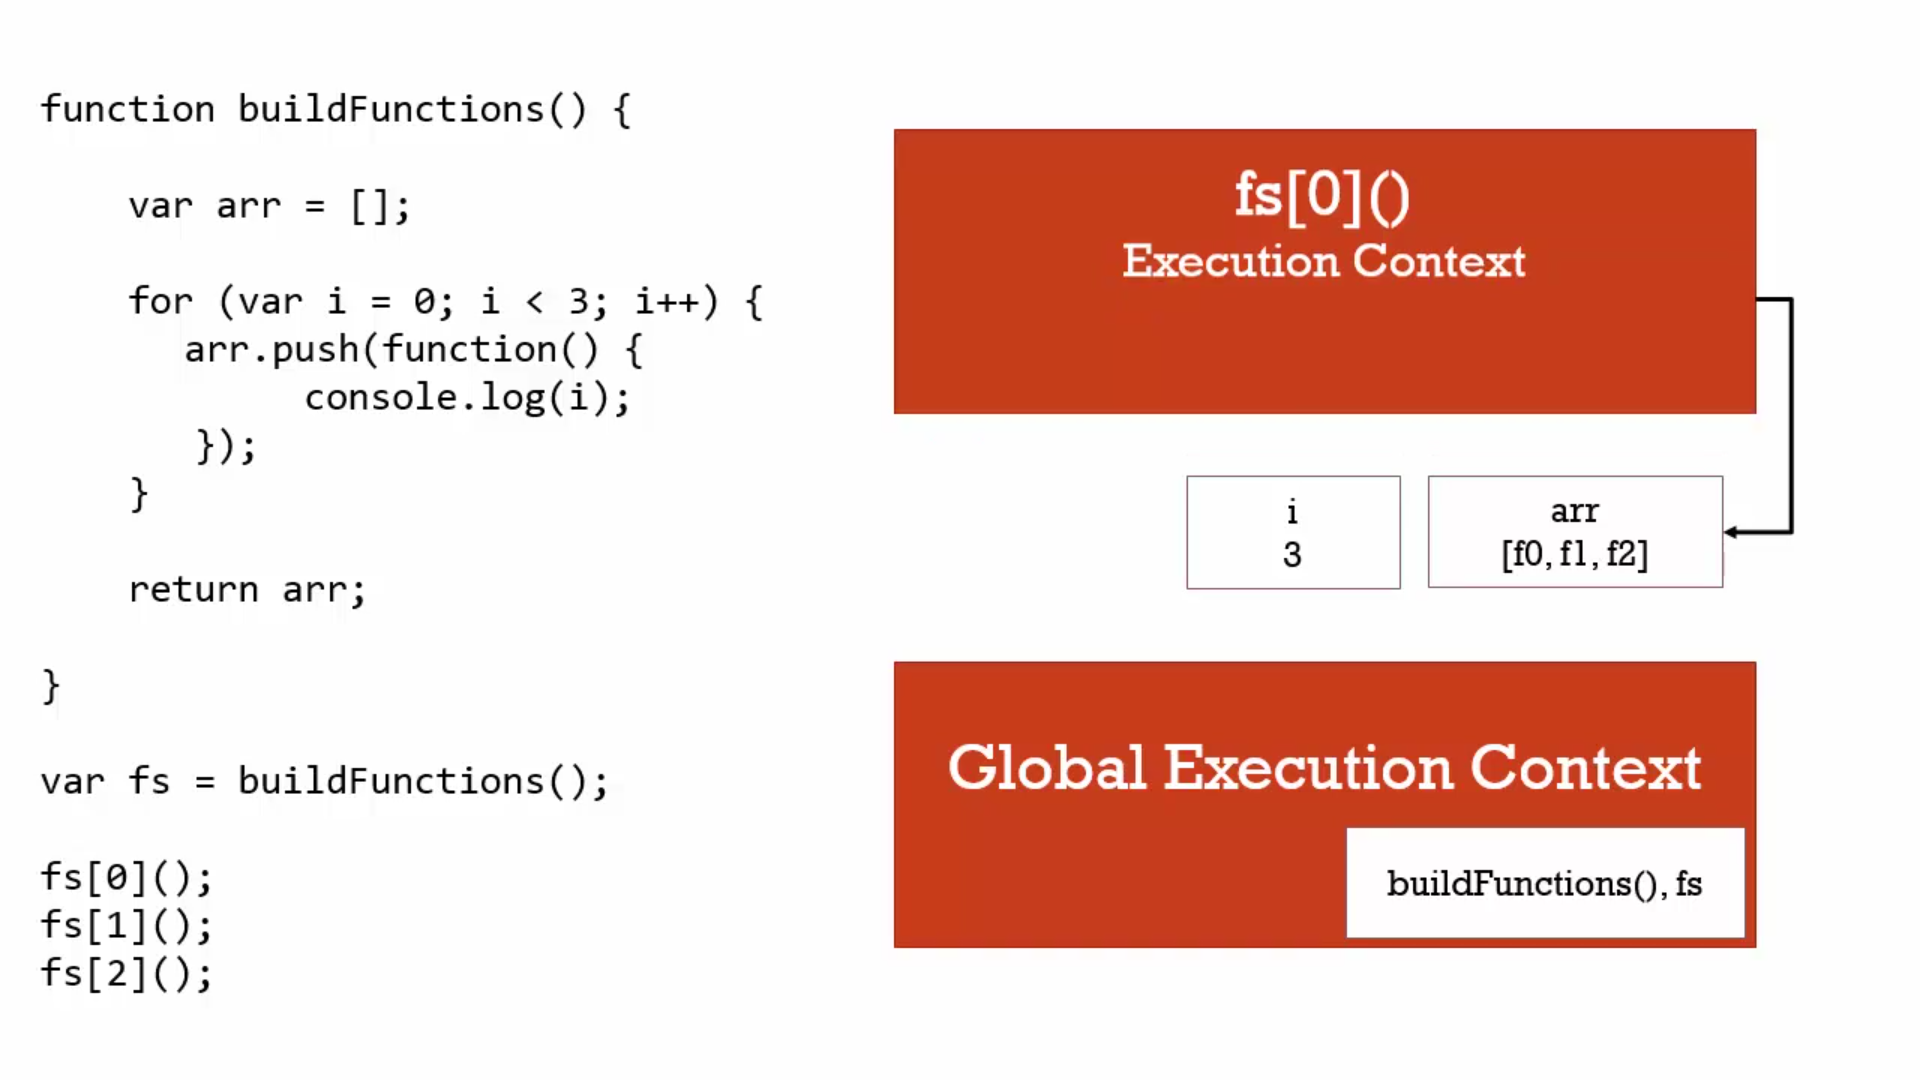 function buildFunctions() {
var arr = [];
for (var i = 0; i < 3; i++) {
arr.push(function() {
console.log(i);
});
}
return arr;
}
var fs = buildFunctions();
fs[0]();
fs[1]();
fs[2]();
fs[0]()
Execution Context
i
3
arr
[f0, f1, f2]
Global Execution Context
buildFunctions(), fs